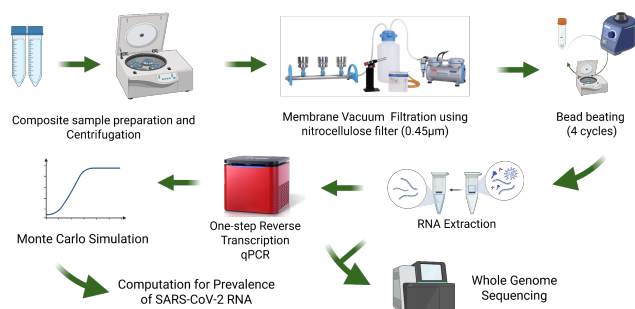 Composite sample preparation and
Centrifugation
Membrane Vacuum Filtration using
nitrocellulose filter (0.45μm)
Bead beating
(4 cycles)
RNA Extraction
One-step Reverse
Transcription
qPCR
Monte Carlo Simulation
Computation for Prevalence
of SARS-CoV-2 RNA
Whole Genome
Sequencing